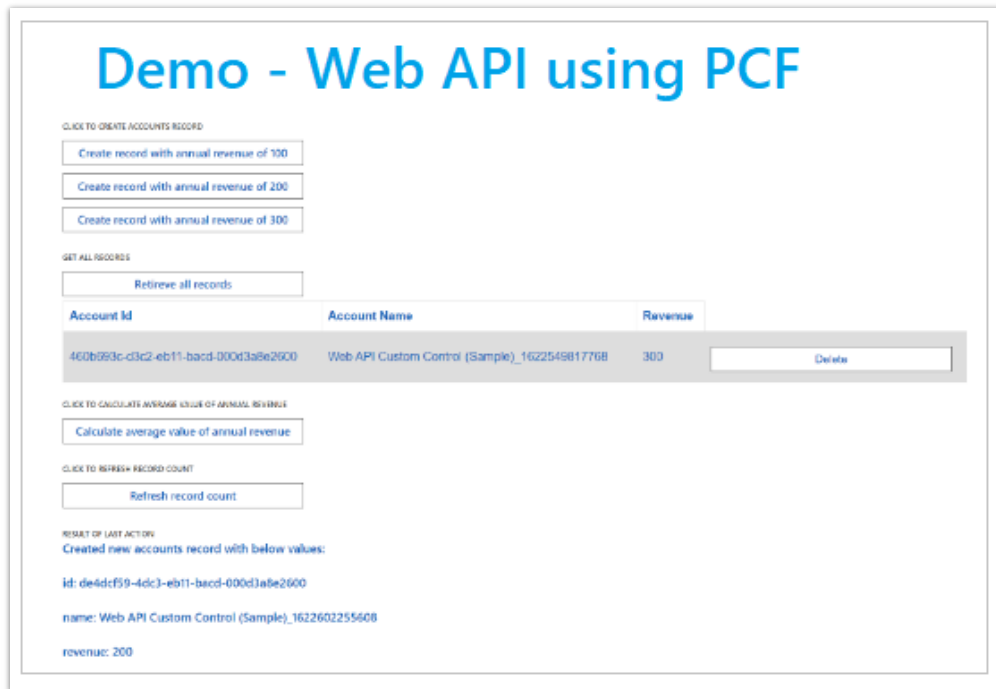 Demo - Web API using PCF
CLICK TO CREATE ACCOUNTS RECORD
Create record with annual revenue of 100
Create record with annual revenue of 200
Create record with annual revenue of 300
GET ALL RECORDS
Retireve all records
Account Id Account Name Revenue
460b693c-d3c2-eb11-bacd-000d3a8e2600 Web API Custom Control (Sample)_1622549817768 300 Delete
CLICK TO CALCULATE AVERAGE VALUE OF ANNUAL REVENUE
Calculate average value of annual revenue
CLICK TO REFRESH RECORD COUNT
Refresh record count
RESULT OF LAST ACTION
Created new accounts record with below values:
id: de4dcf59-4dc3-eb11-bacd-000d3a8e2600
name: Web API Custom Control (Sample)_1622602255608
revenue: 200